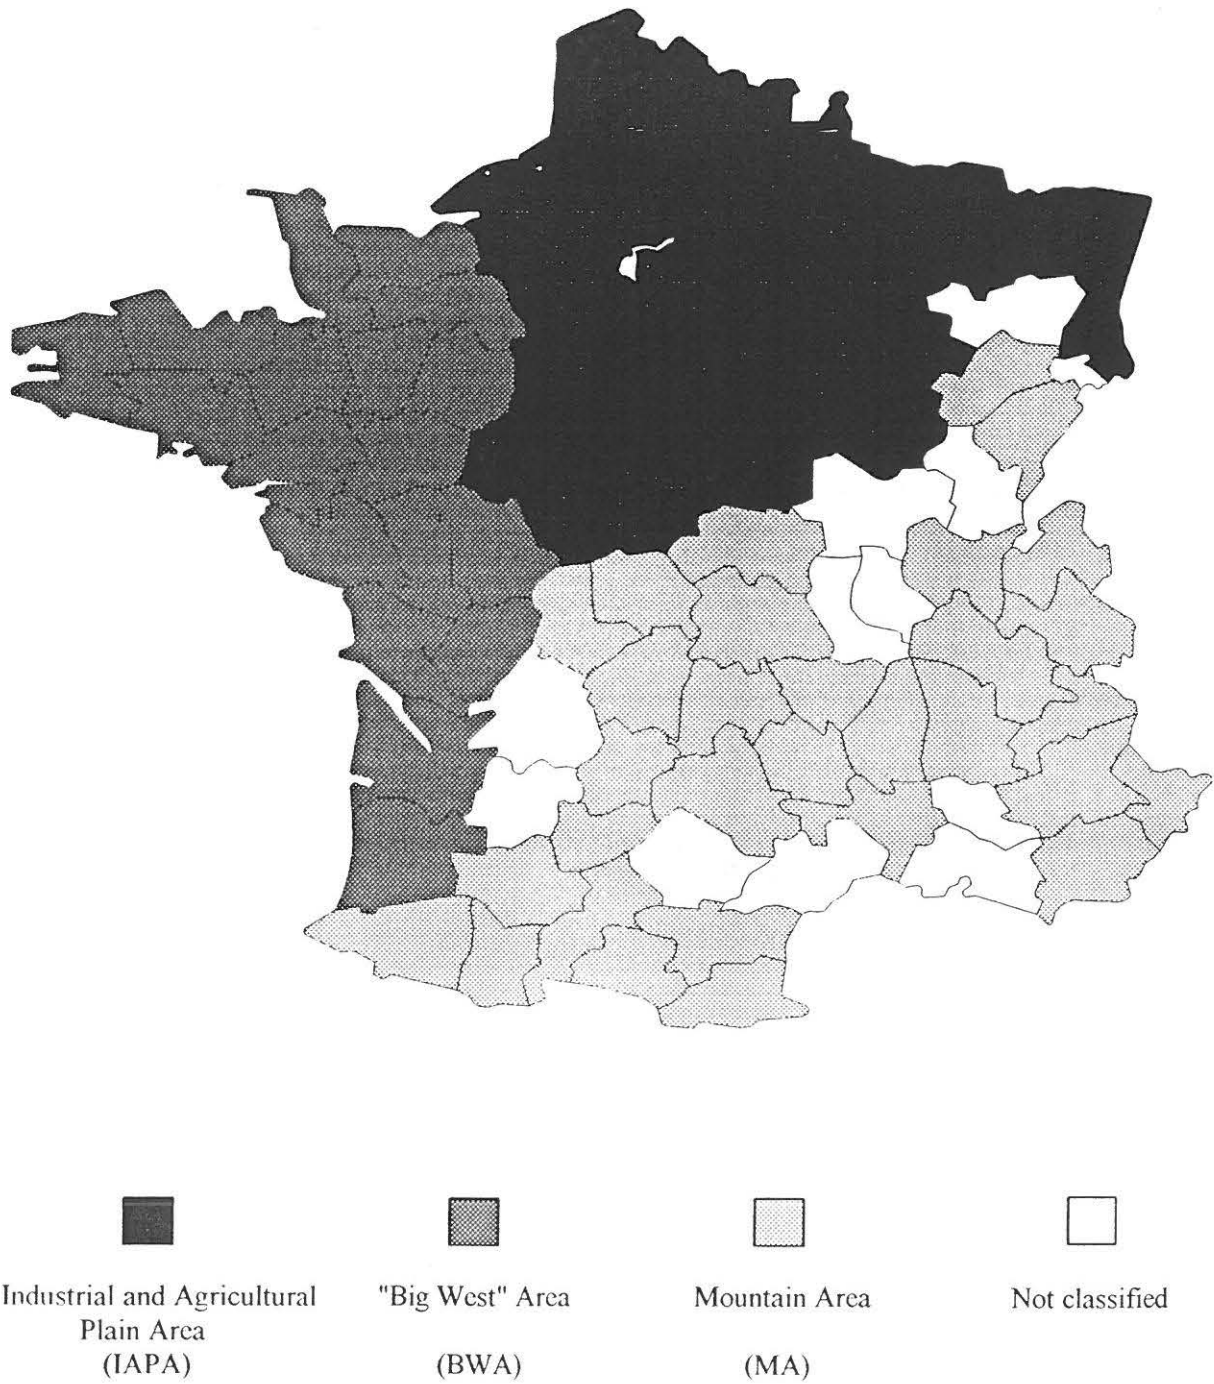 Industrial and Agricultural
Plain Area
(IAPA)
"Big West" Area
(BWA)
Mountain Area
(MA)
Not classified